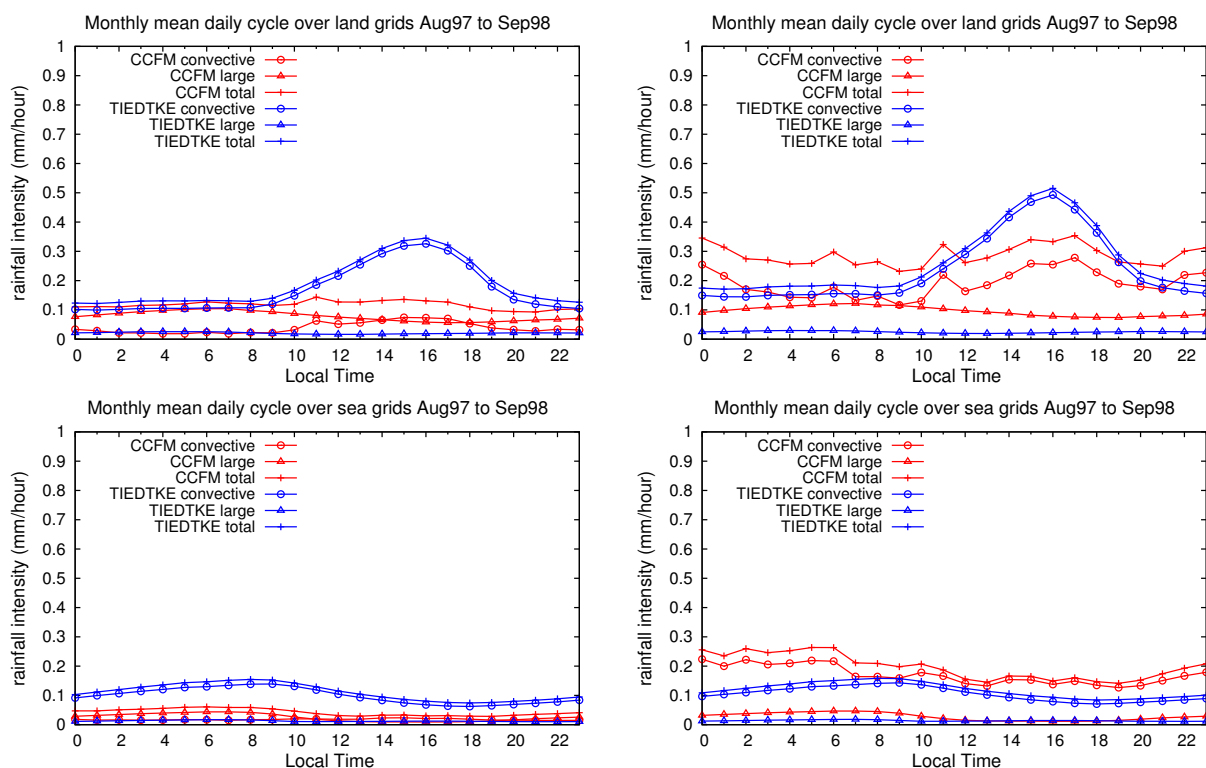 Monthly mean daily cycle over land grids Aug97 to Sep98
rainfall intensity (mm/hour)
1
0.9
0.8
0.7
0.6
0.5
0.4
0.3
0.2
0.1
0
CCFM convective
CCFM large
CCFM total
TIEDTKE convective
TIEDTKE large
TIEDTKE total
0 2 4 6 8 10 12 14 16 18 20 22
Local Time
Monthly mean daily cycle over land grids Aug97 to Sep98
rainfall intensity (mm/hour)
1
0.9
0.8
0.7
0.6
0.5
0.4
0.3
0.2
0.1
0
CCFM convective
CCFM large
CCFM total
TIEDTKE convective
TIEDTKE large
TIEDTKE total
0 2 4 6 8 10 12 14 16 18 20 22
Local Time
Monthly mean daily cycle over sea grids Aug97 to Sep98
rainfall intensity (mm/hour)
1
0.9
0.8
0.7
0.6
0.5
0.4
0.3
0.2
0.1
0
CCFM convective
CCFM large
CCFM total
TIEDTKE convective
TIEDTKE large
TIEDTKE total
0 2 4 6 8 10 12 14 16 18 20 22
Local Time
Monthly mean daily cycle over sea grids Aug97 to Sep98
rainfall intensity (mm/hour)
1
0.9
0.8
0.7
0.6
0.5
0.4
0.3
0.2
0.1
0
CCFM convective
CCFM large
CCFM total
TIEDTKE convective
TIEDTKE large
TIEDTKE total
0 2 4 6 8 10 12 14 16 18 20 22
Local Time